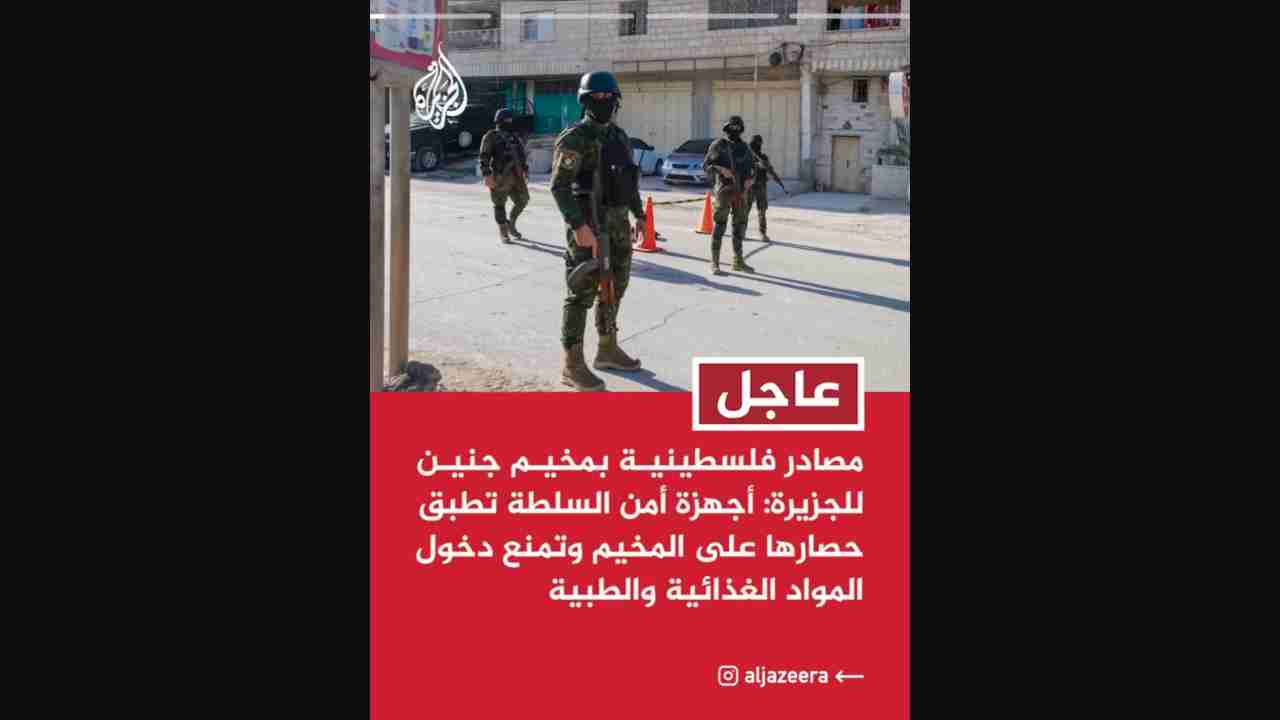 الجزيرة
عاجل
مصادر فلسطينية بمخيم جنين
للجزيرة: أجهزة أمن السلطة تطبق
حصارها على المخيم وتمنع دخول
المواد الغذائية والطبية
aljazeera